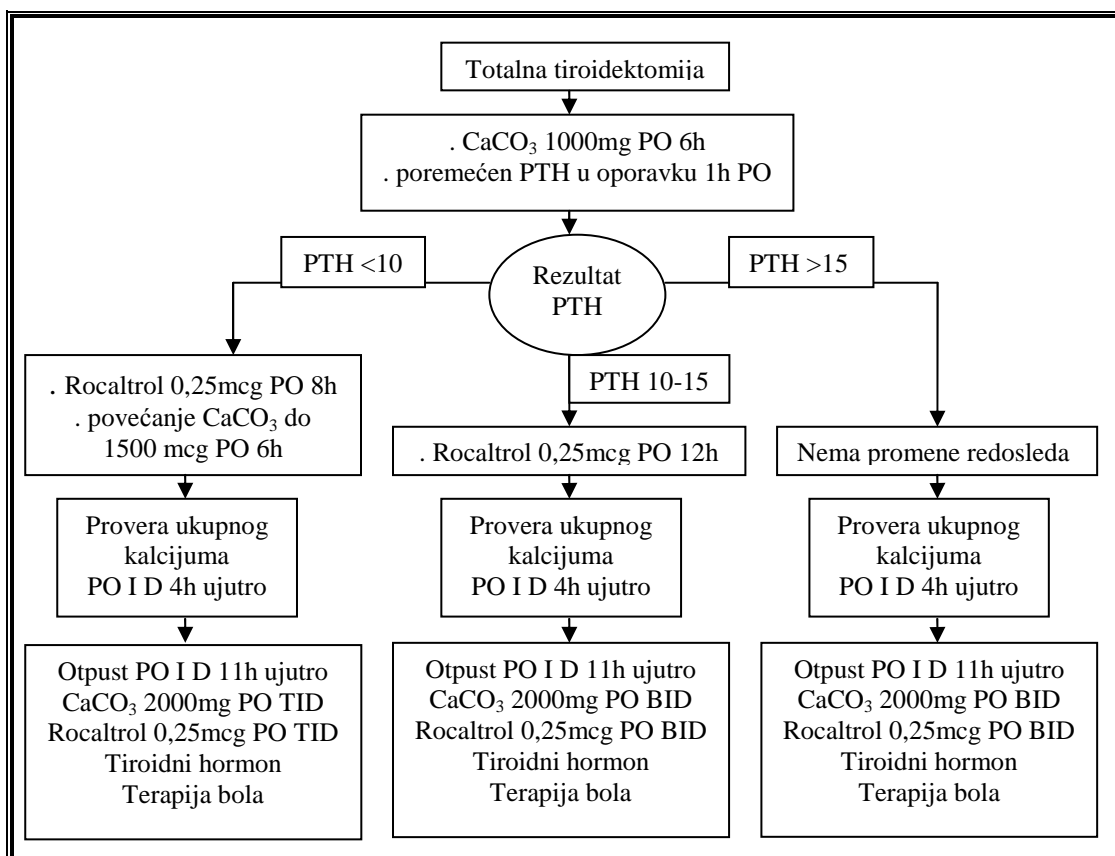 Totalna tiroidektomija
. CaCO₃ 1000mg PO 6h
. poremećen PTH u oporavku 1h PO
PTH <10
Rezultat
PTH
PTH >15
PTH 10-15
. Rocaltrol 0,25mcg PO 8h
. povećanje CaCO₃ do
1500 mcg PO 6h
. Rocaltrol 0,25mcg PO 12h
Nema promene redosleda
Provera ukupnog
kalcijuma
PO I D 4h ujutro
Provera ukupnog
kalcijuma
PO I D 4h ujutro
Provera ukupnog
kalcijuma
PO I D 4h ujutro
Otpust PO I D 11h ujutro
CaCO₃ 2000mg PO TID
Rocaltrol 0,25mcg PO TID
Tiroidni hormon
Terapija bola
Otpust PO I D 11h ujutro
CaCO₃ 2000mg PO BID
Rocaltrol 0,25mcg PO BID
Tiroidni hormon
Terapija bola
Otpust PO I D 11h ujutro
CaCO₃ 2000mg PO BID
Rocaltrol 0,25mcg PO BID
Tiroidni hormon
Terapija bola